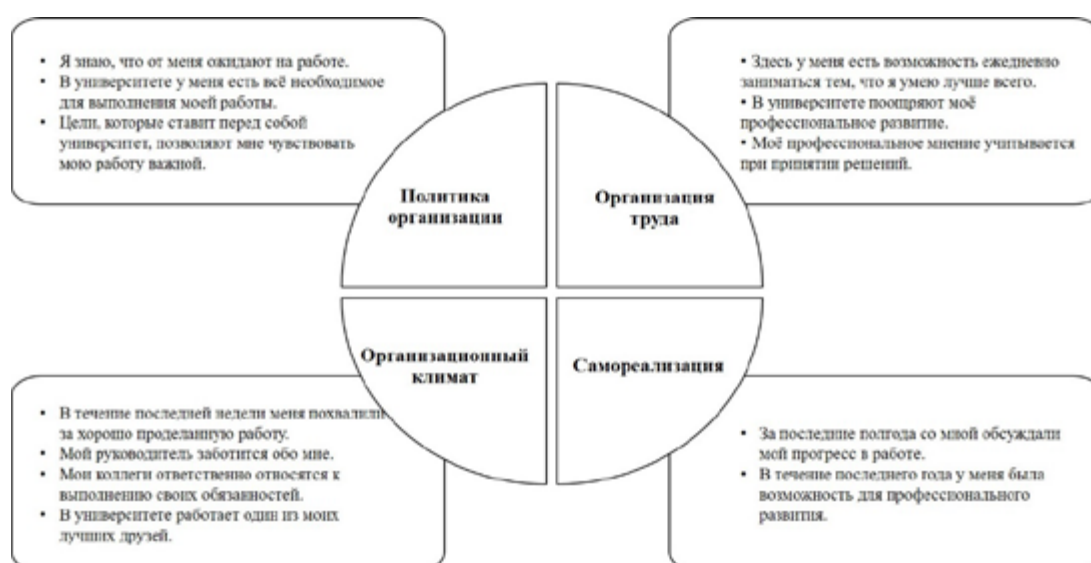 • Я знаю, что от меня ожидают на работе.
• В университете у меня есть всё необходимое
для выполнения моей работы.
• Цели, которые ставит перед собой
университет, позволяют мне чувствовать
мою работу важной.
• Здесь у меня есть возможность ежедневно
заниматься тем, что я умею лучше всего.
• В университете поощряют моё
профессиональное развитие.
• Моё профессиональное мнение учитывается
при принятии решений.
Политика
организации
Организация
труда
Организационный
климат
Самореализация
• В течение последней недели меня похвалили
за хорошо проделанную работу.
• Мой руководитель заботится обо мне.
• Мои коллеги ответственно относятся к
выполнению своих обязанностей.
• В университете работает один из моих
лучших друзей.
• За последние полгода со мной обсуждали
мой прогресс в работе.
• В течение последнего года у меня была
возможность для профессионального
развития.